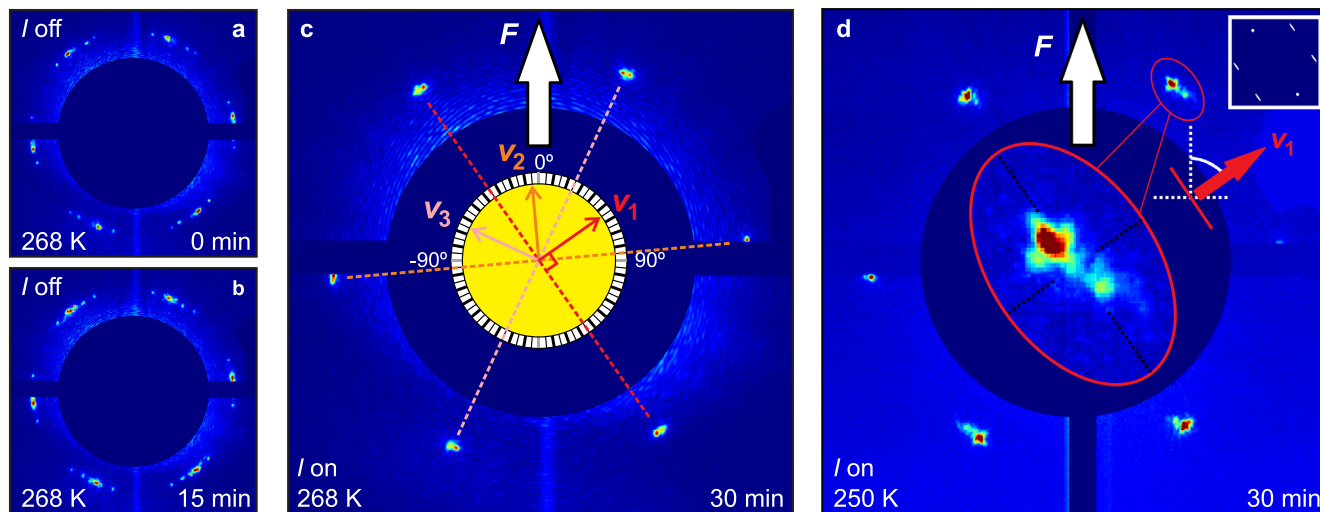 I off
a
268 K
0 min
I off
b
268 K
15 min
c
F
v2
0º
v3
v1
-90º
90º
I on
268 K
30 min
d
F
v1
I on
250 K
30 min